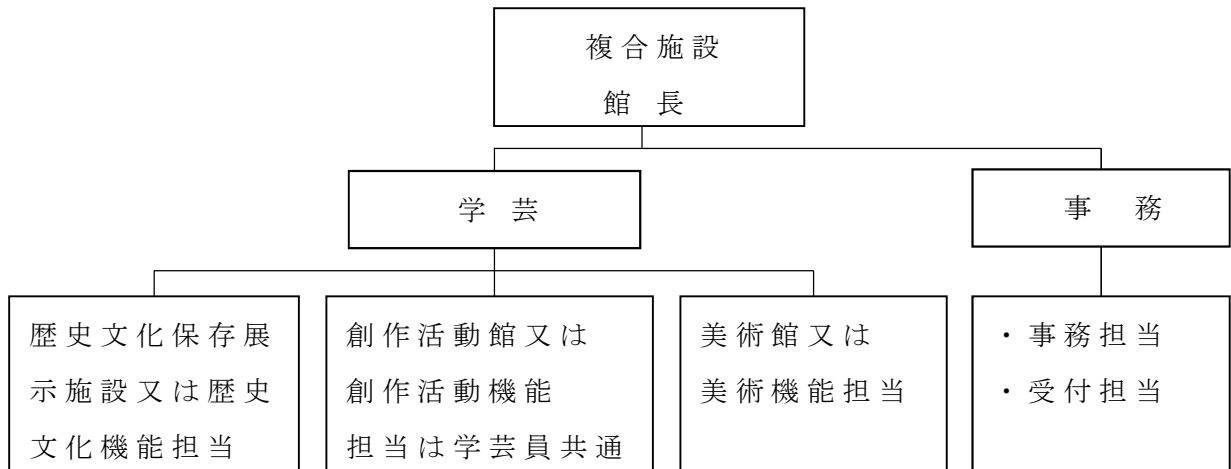 複合施設
館長
学芸
事務
歴史文化保存展
示施設又は歴史
文化機能担当
創作活動館又は
創作活動機能
担当は学芸員共通
美術館又は
美術機能担当
・事務担当
・受付担当